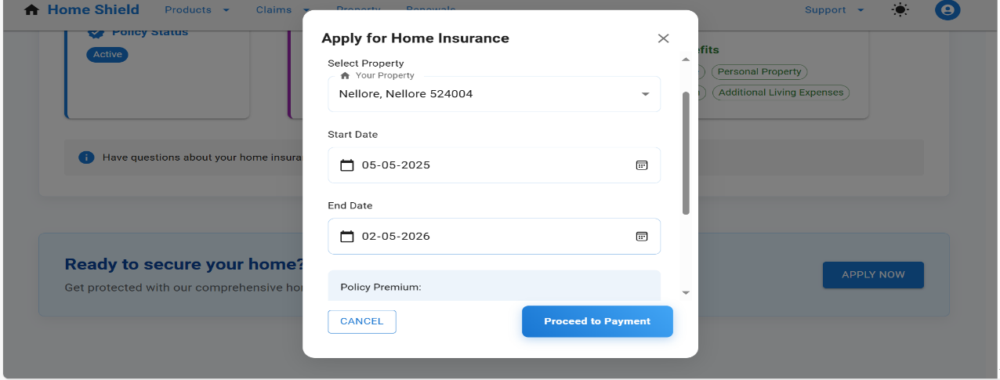 Home Shield Products Claims Property Renewals Support
Policy Status
Active
efits
Personal Property
Additional Living Expenses
Have questions about your home insura
Ready to secure your home?
Get protected with our comprehensive ho
APPLY NOW
Apply for Home Insurance
Select Property
Your Property
Nellore, Nellore 524004
Start Date
05-05-2025
End Date
02-05-2026
Policy Premium:
CANCEL
Proceed to Payment